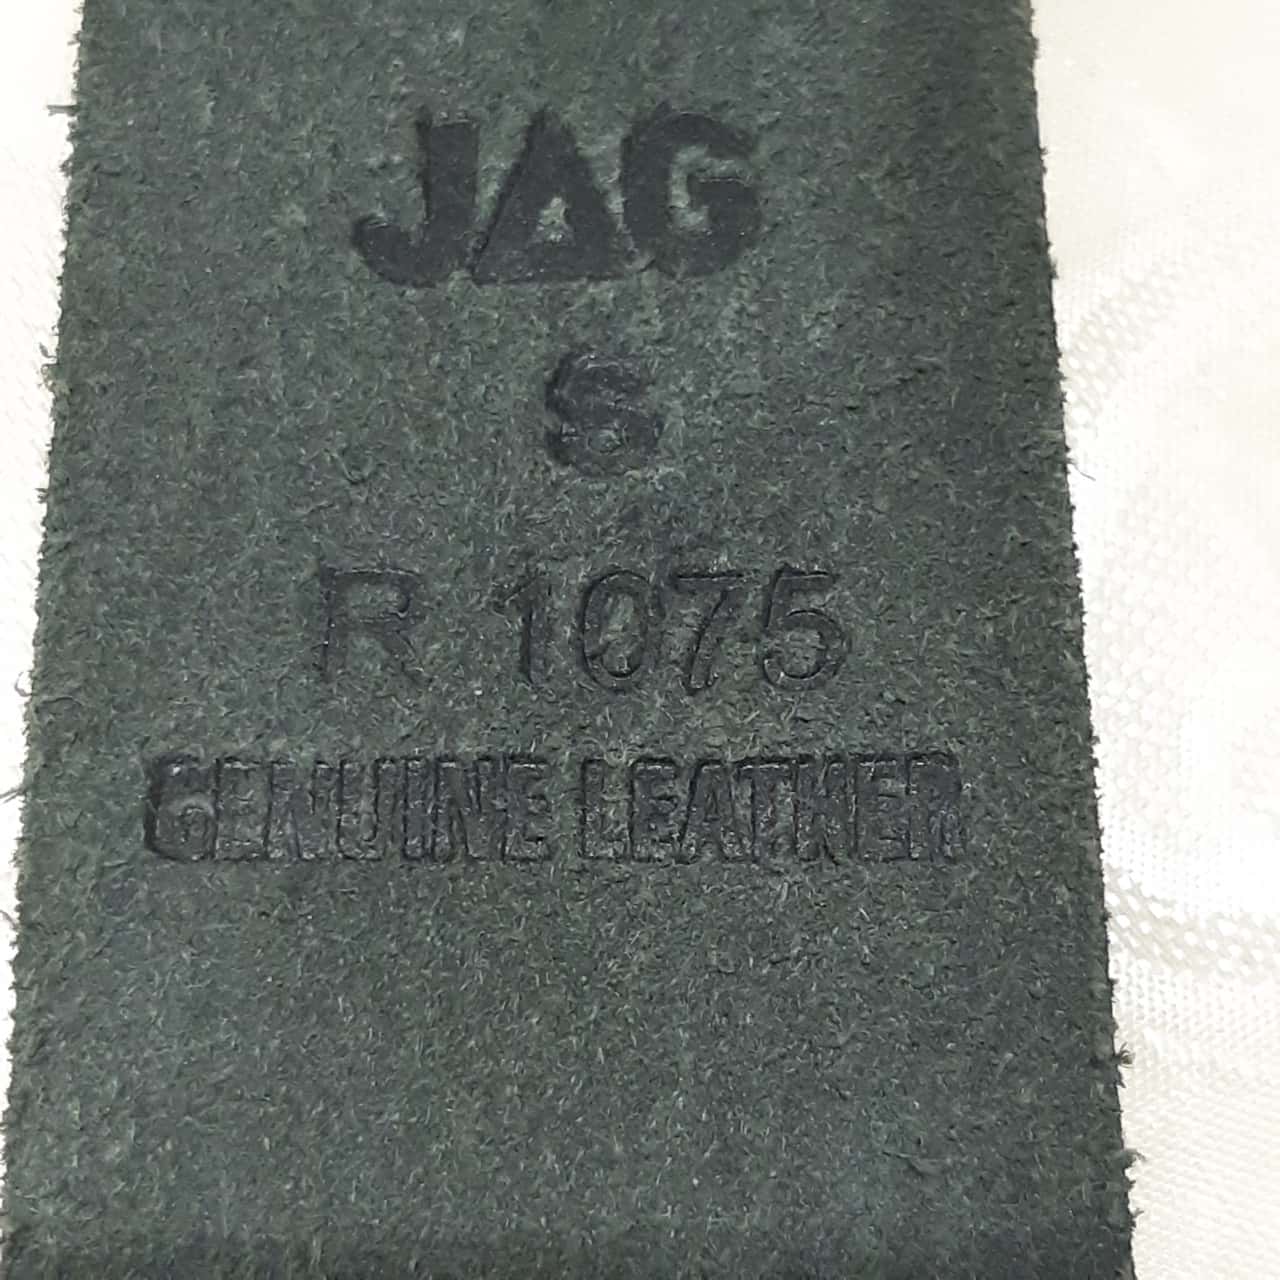 JAG
S
R 1075
GENUINE LEATHER